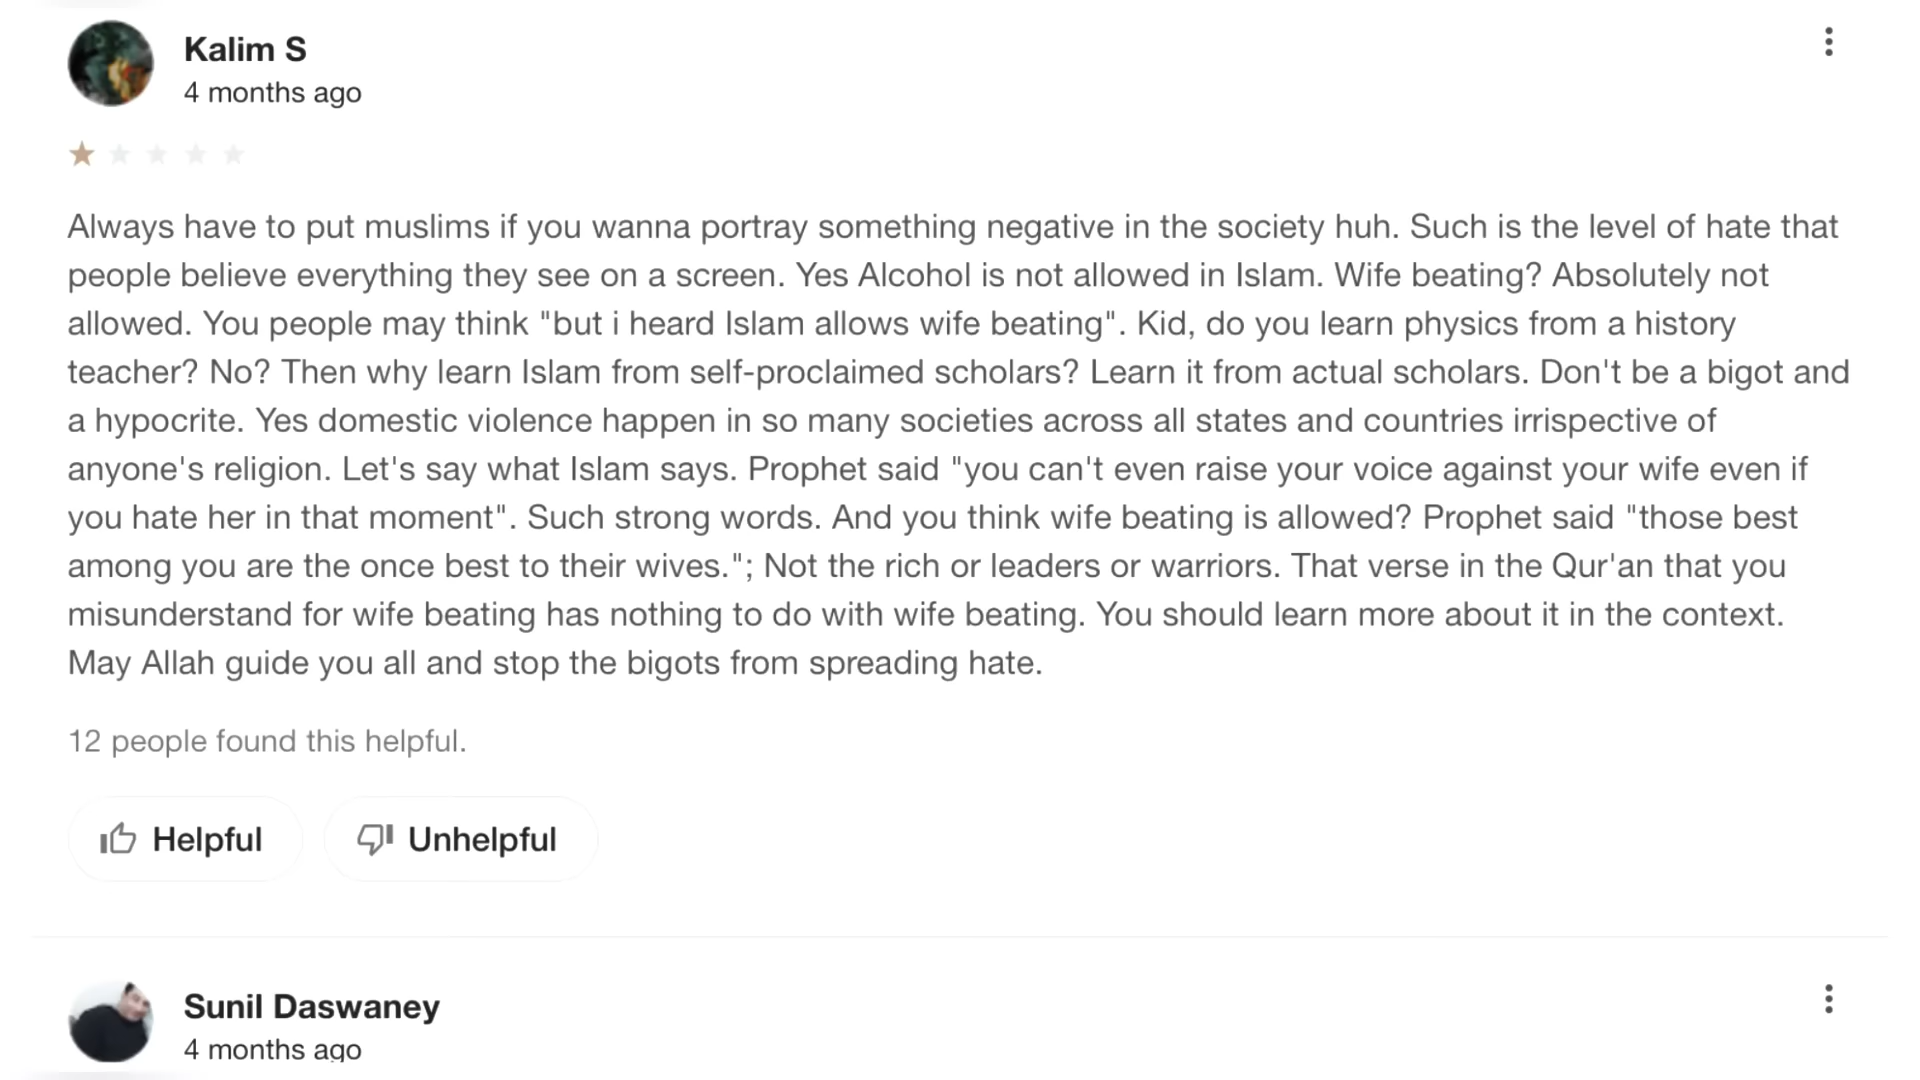 Kalim S
4 months ago
Always have to put muslims if you wanna portray something negative in the society huh. Such is the level of hate that
people believe everything they see on a screen. Yes Alcohol is not allowed in Islam. Wife beating? Absolutely not
allowed. You people may think "but i heard Islam allows wife beating". Kid, do you learn physics from a history
teacher? No? Then why learn Islam from self-proclaimed scholars? Learn it from actual scholars. Don't be a bigot and
a hypocrite. Yes domestic violence happen in so many societies across all states and countries irrispective of
anyone's religion. Let's say what Islam says. Prophet said "you can't even raise your voice against your wife even if
you hate her in that moment". Such strong words. And you think wife beating is allowed? Prophet said "those best
among you are the once best to their wives."; Not the rich or leaders or warriors. That verse in the Qur'an that you
misunderstand for wife beating has nothing to do with wife beating. You should learn more about it in the context.
May Allah guide you all and stop the bigots from spreading hate.
12 people found this helpful.
Helpful Unhelpful
Sunil Daswaney
4 months ago